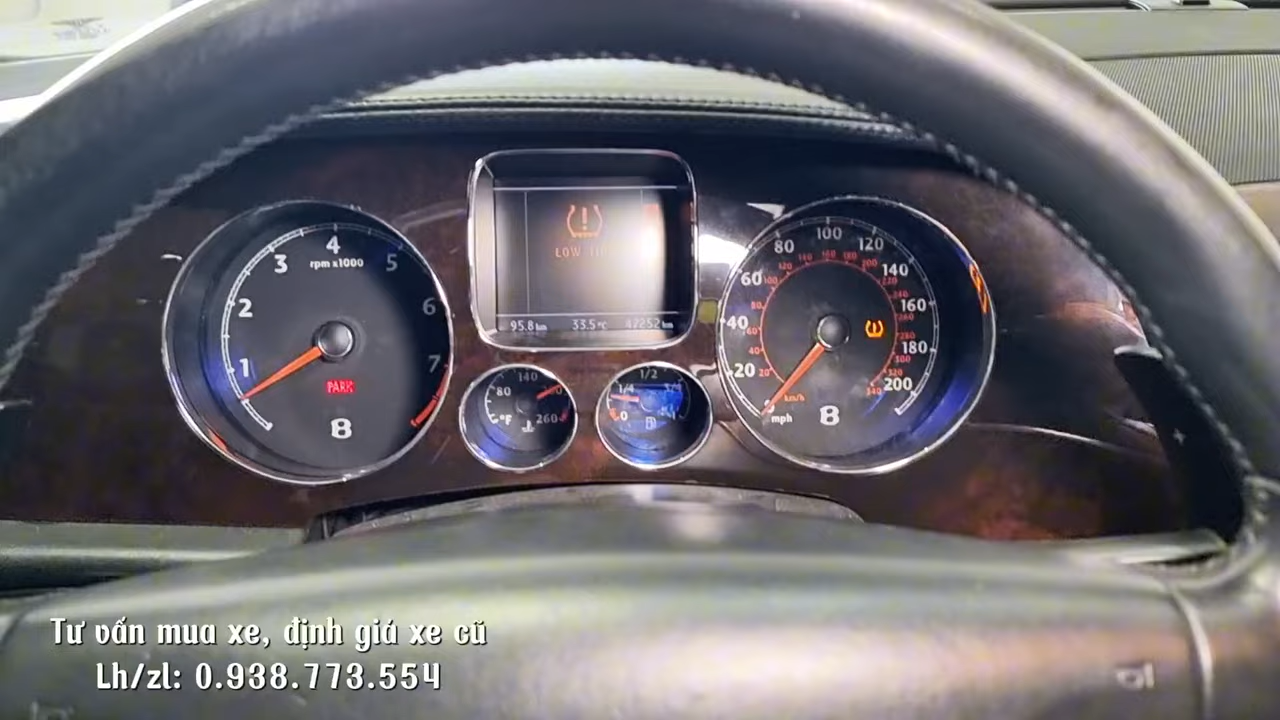 4
3
5
rpm x1000
2
6
1
7
PARK
B
LOW
95.8 km
33.5 °C
47252 km
140
80
°F
260
1/2
1/4
3/4
0
100
80
120
60
140
40
160
20
180
200
mph
km/h
B
Tư vấn mua xe, định giá xe cũ
Lh/zl: 0.938.773.554